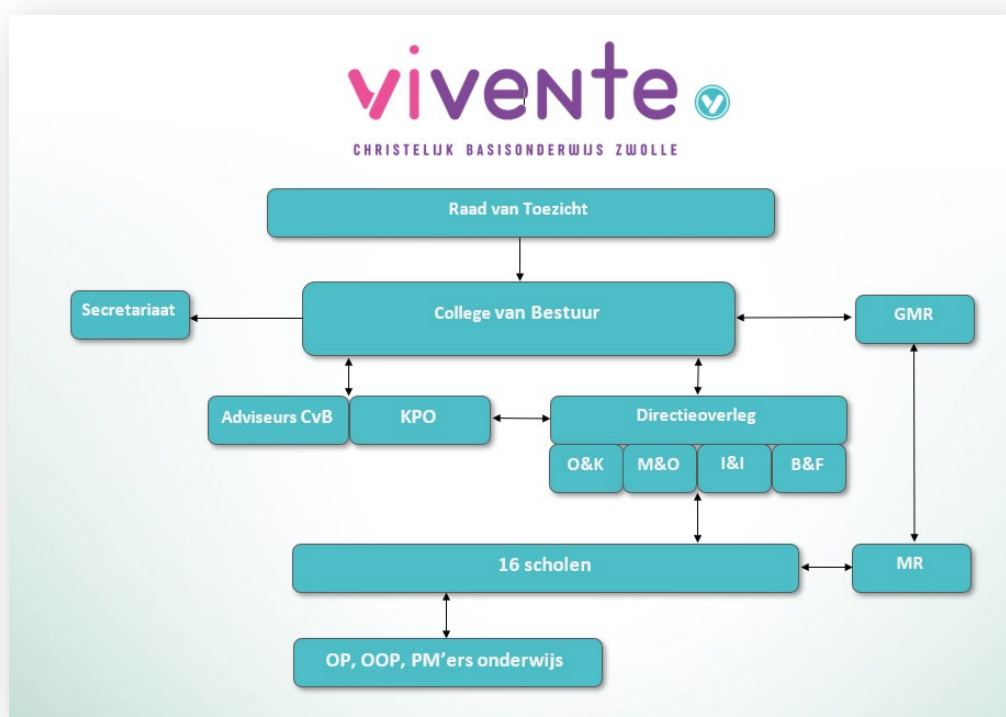 vivente
CHRISTELIJK BASISONDERWIJS ZWOLLE
Raad van Toezicht
Secretariaat
College van Bestuur
GMR
Adviseurs CvB
KPO
Directieoverleg
O&K
M&O
I&I
B&F
16 scholen
MR
OP, OOP, PM'ers onderwijs